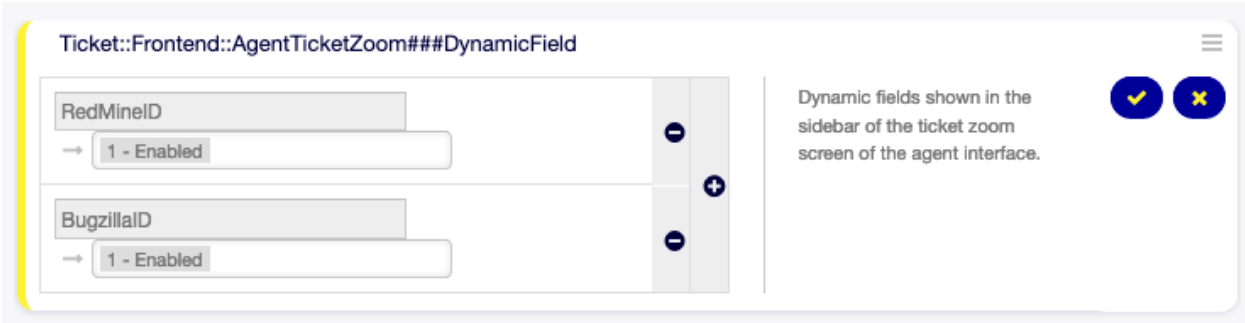 Ticket::Frontend::AgentTicketZoom###DynamicField
RedMineID
1 - Enabled
BugzillaID
1 - Enabled
Dynamic fields shown in the
sidebar of the ticket zoom
screen of the agent interface.